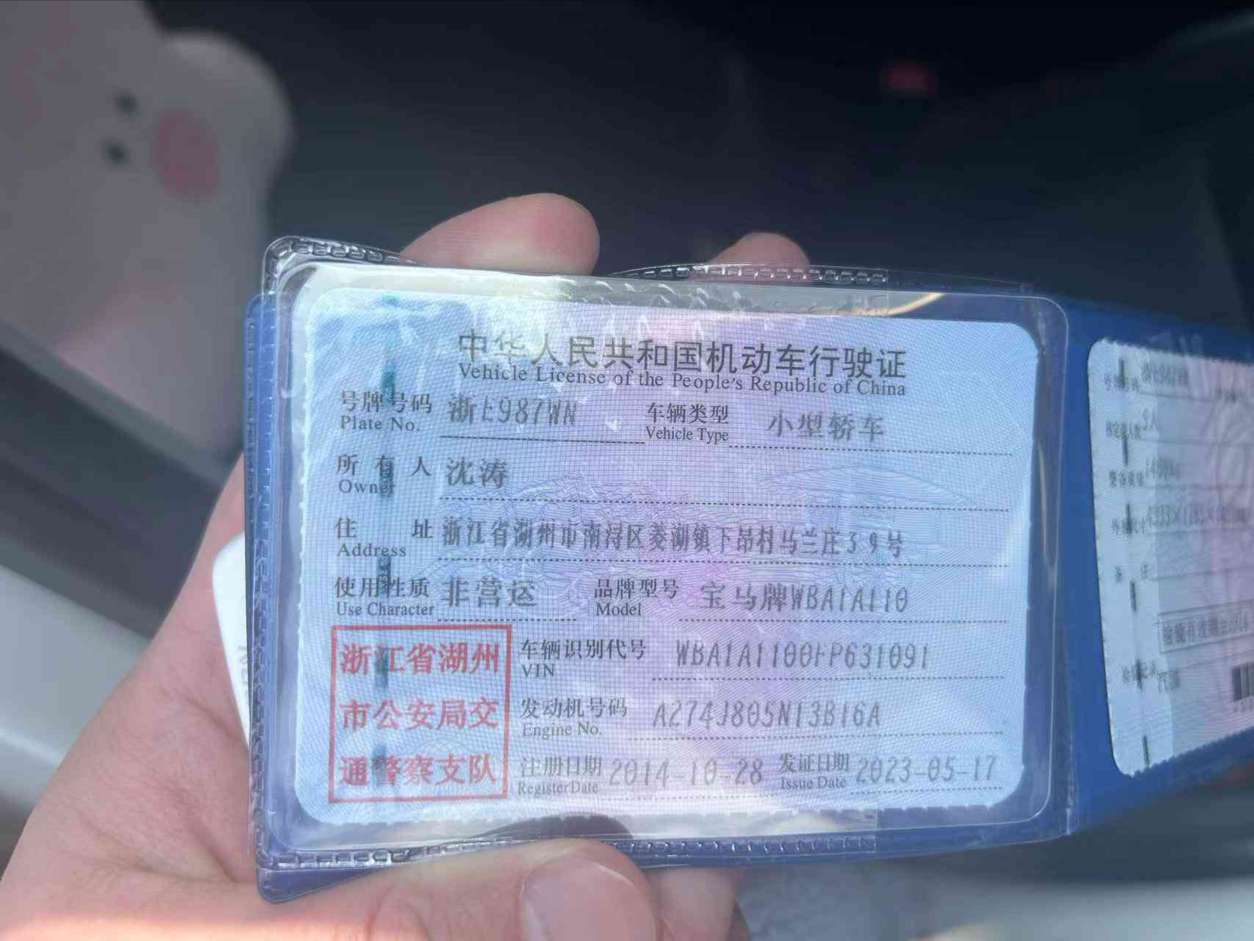 中华人民共和国机动车行驶证
Vehicle License of the People's Republic of China
号牌号码 浙E987WN 车辆类型 小型轿车
Plate No. Vehicle Type
所有人 沈涛
Owner
住址 浙江省湖州市南浔区菱湖镇下昂村马兰庄39号
Address
使用性质 非营运 品牌型号 宝马牌WBA1A110
Use Character Model
浙江省湖州
市公安局交
通警察支队
车辆识别代号 WBA1A1100FP631091
VIN
发动机号码 A274J805N13B16A
Engine No.
注册日期 2014-10-28 发证日期 2023-05-17
Register Date Issue Date